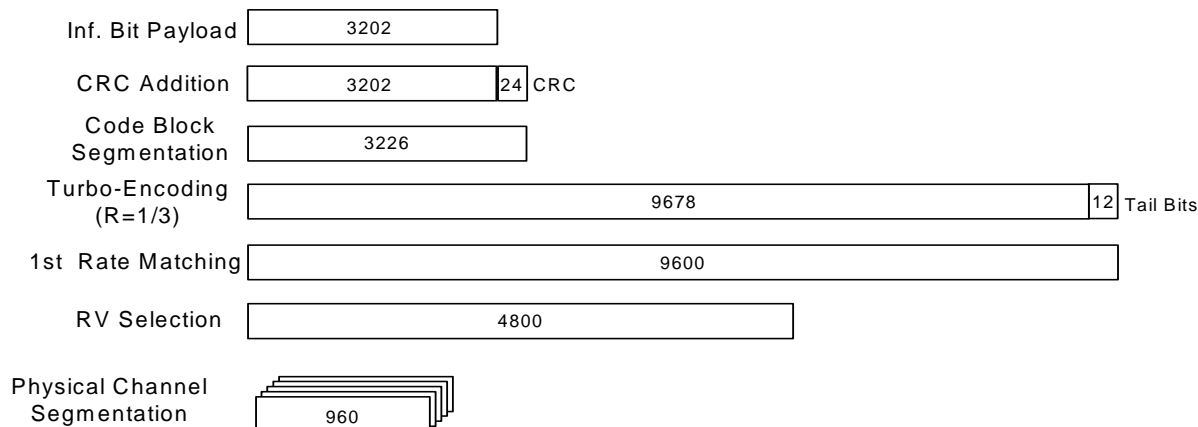 Inf. Bit Payload 3202
CRC Addition 3202 24 CRC
Code Block
Segmentation 3226
Turbo-Encoding
(R=1/3) 9678 12 Tail Bits
1st Rate Matching 9600
RV Selection 4800
Physical Channel
Segmentation 960